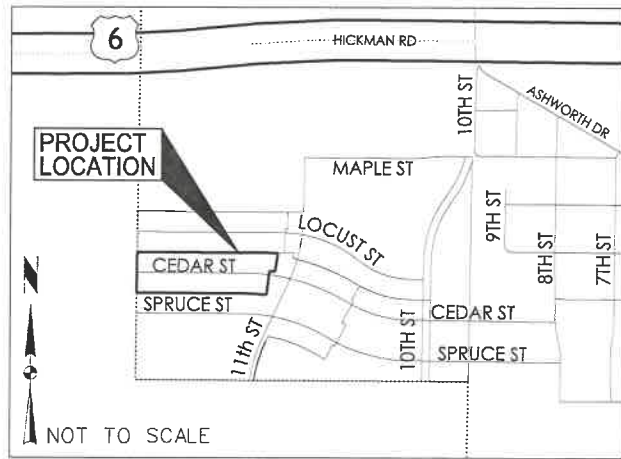 6
HICKMAN RD
10TH ST
ASHWORTH DR
PROJECT
LOCATION
MAPLE ST
LOCUST ST
9TH ST
8TH ST
7TH ST
CEDAR ST
SPRUCE ST
11th ST
10TH ST
CEDAR ST
SPRUCE ST
N
NOT TO SCALE